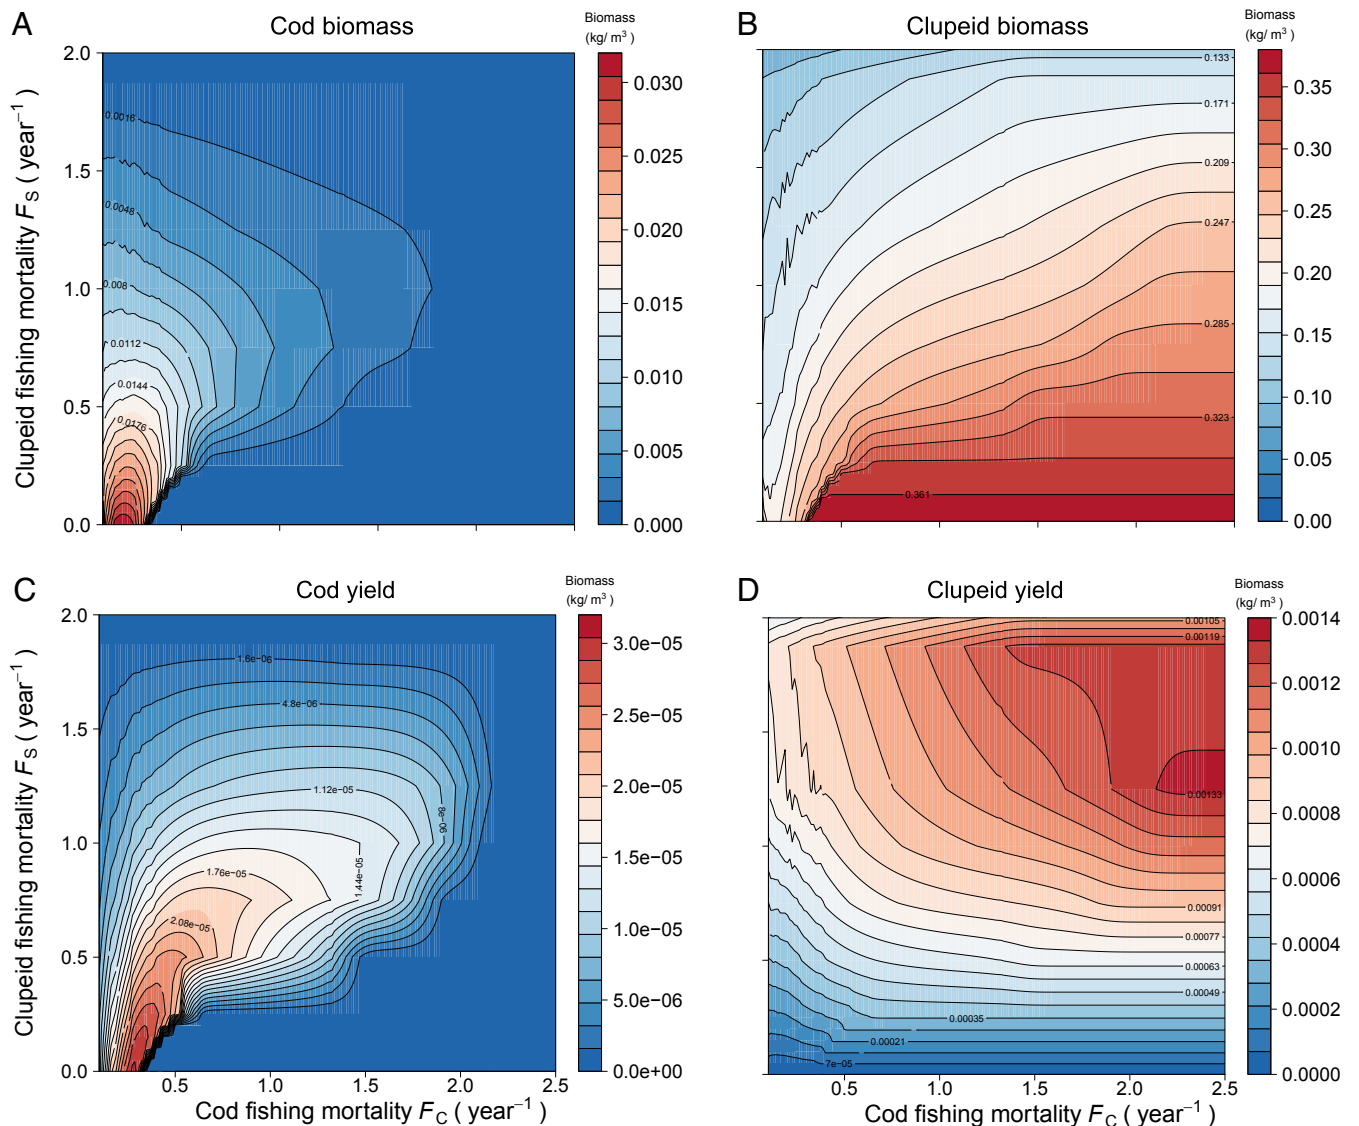 A
Cod biomass
Biomass
(kg/ m³ )
2.0
1.5
1.0
0.5
0.0
Clupeid fishing mortality F_S ( year⁻¹ )
0.0016
0.0048
0.008
0.0112
0.0144
0.0176
0.030
0.025
0.020
0.015
0.010
0.005
0.000
B
Clupeid biomass
Biomass
(kg/ m³ )
0.133
0.171
0.209
0.247
0.285
0.323
0.361
0.35
0.30
0.25
0.20
0.15
0.10
0.05
0.00
C
Cod yield
Biomass
(kg/ m³ )
2.0
1.5
1.0
0.5
0.0
Clupeid fishing mortality F_S ( year⁻¹ )
1.6e−06
4.8e−06
1.12e−05
8e−06
1.44e−05
1.76e−05
2.08e−05
3.0e−05
2.5e−05
2.0e−05
1.5e−05
1.0e−05
5.0e−06
0.0e+00
0.5
1.0
1.5
2.0
2.5
Cod fishing mortality F_C ( year⁻¹ )
D
Clupeid yield
Biomass
(kg/ m³ )
0.00105
0.00119
0.00133
0.00091
0.00077
0.00063
0.00049
0.00035
0.00021
7e−05
0.0014
0.0012
0.0010
0.0008
0.0006
0.0004
0.0002
0.0000
0.5
1.0
1.5
2.0
2.5
Cod fishing mortality F_C ( year⁻¹ )